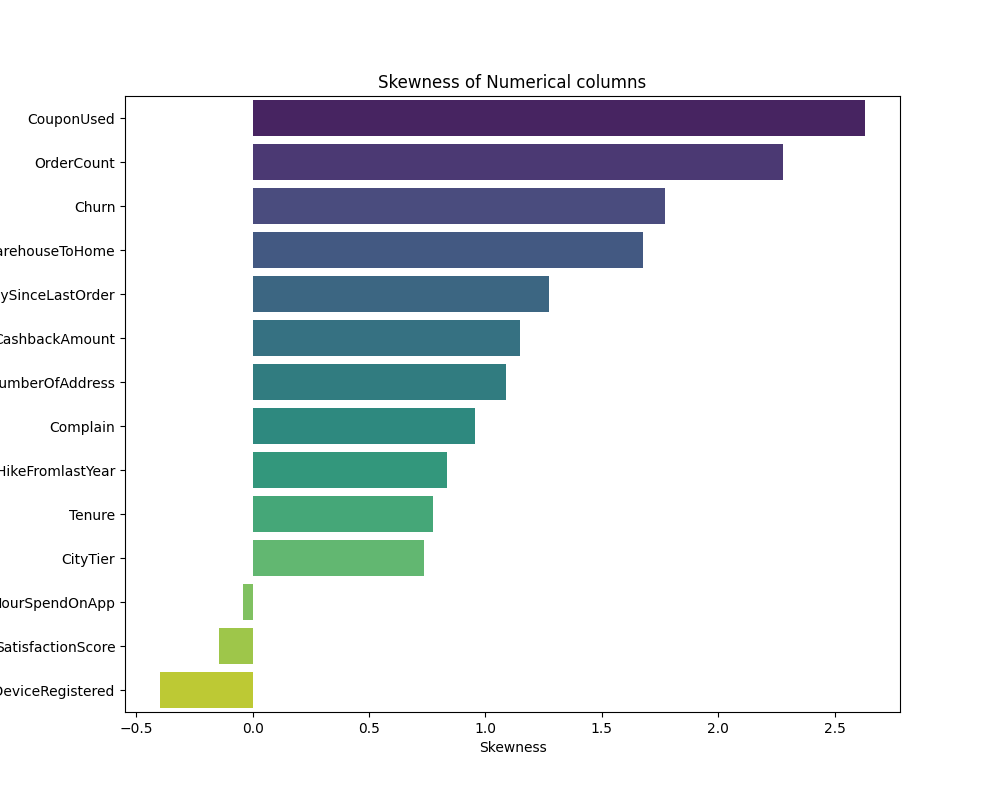 Skewness of Numerical columns
CouponUsed
OrderCount
Churn
arehouseToHome
ySinceLastOrder
CashbackAmount
umberOfAddress
Complain
HikeFromlastYear
Tenure
CityTier
HourSpendOnApp
SatisfactionScore
DeviceRegistered
−0.5 0.0 0.5 1.0 1.5 2.0 2.5
Skewness